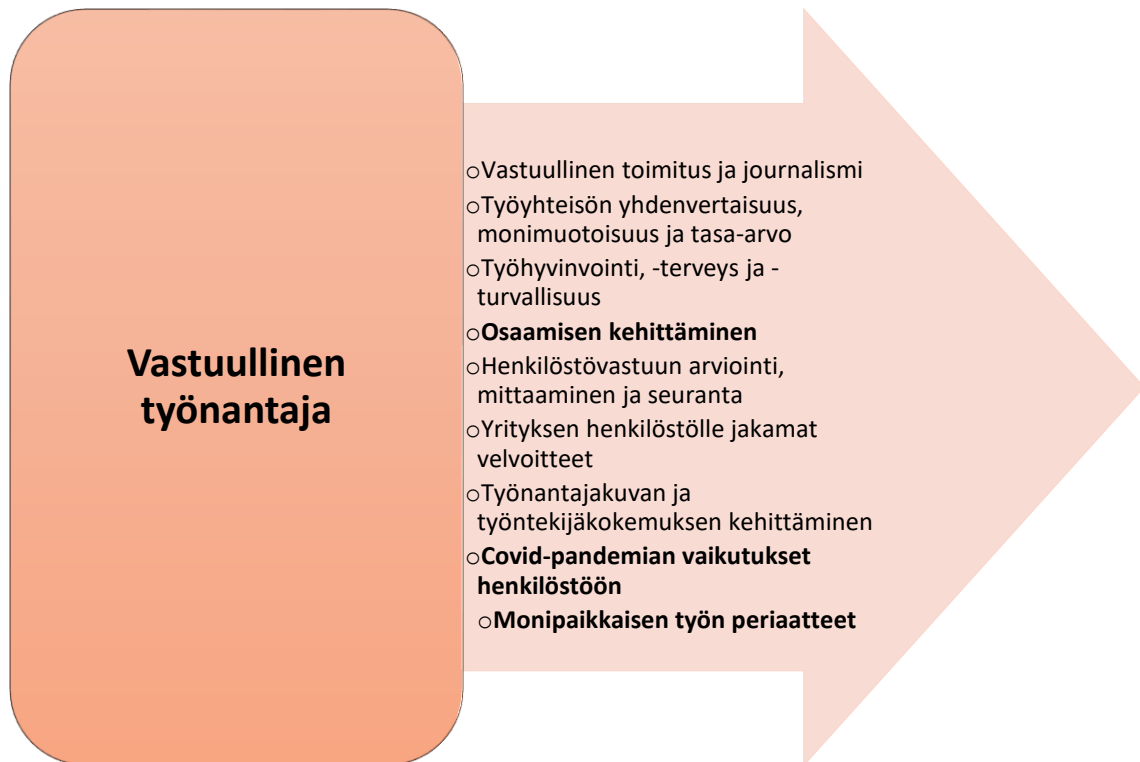 Vastuullinen
työnantaja
oVastuullinen toimitus ja journalismi
oTyöyhteisön yhdenvertaisuus,
monimuotoisuus ja tasa-arvo
oTyöhyvinvointi, -terveys ja -
turvallisuus
oOsaamisen kehittäminen
oHenkilöstövastuun arviointi,
mittaaminen ja seuranta
oYrityksen henkilöstölle jakamat
velvoitteet
oTyönantajakuvan ja
työntekijäkokemuksen kehittäminen
oCovid-pandemian vaikutukset
henkilöstöön
oMonipaikkaisen työn periaatteet